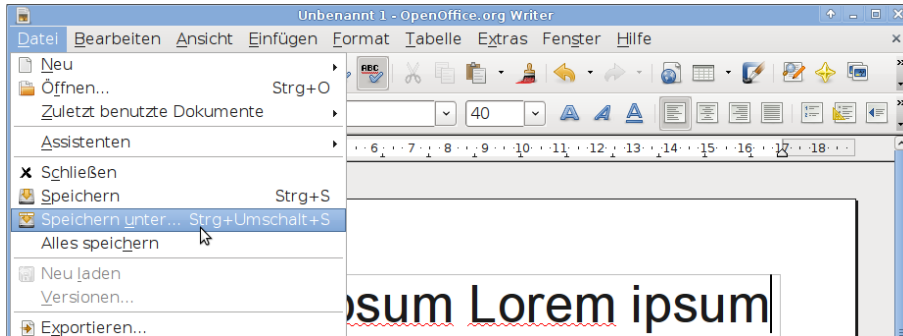 Unbenannt 1 - OpenOffice.org Writer
Datei Bearbeiten Ansicht Einfügen Format Tabelle Extras Fenster Hilfe
Neu
Öffnen... Strg+O
Zuletzt benutzte Dokumente
Assistenten
Schließen
Speichern Strg+S
Speichern unter... Strg+Umschalt+S
Alles speichern
Neu laden
Versionen...
Exportieren...
ABC
40
A A A
6 7 8 9 10 11 12 13 14 15 16 17 18
psum Lorem ipsum